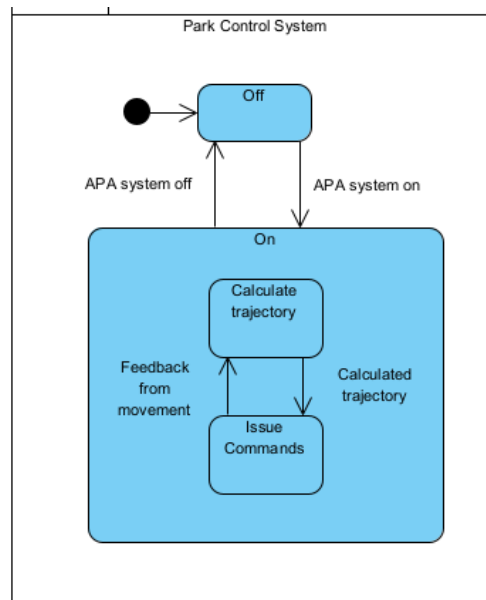 Park Control System
Off
APA system off
APA system on
On
Calculate
trajectory
Feedback
from
movement
Calculated
trajectory
Issue
Commands